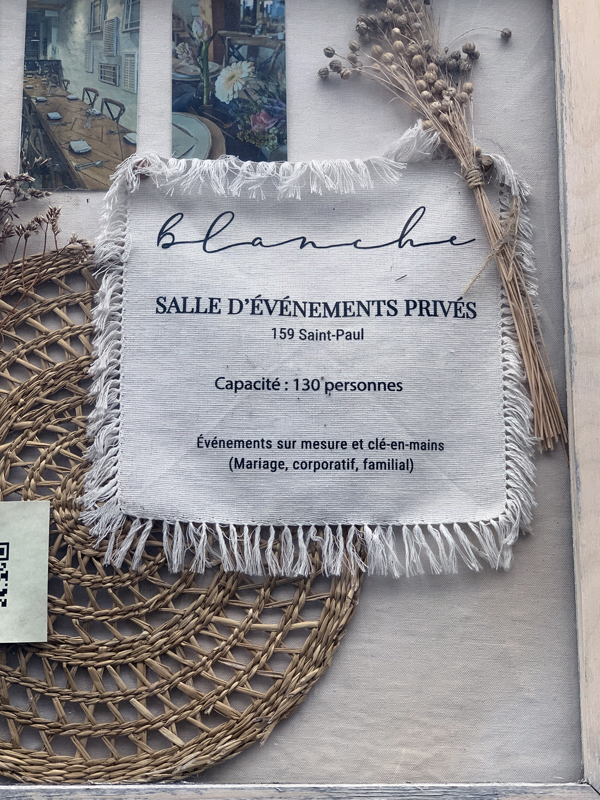 blanche
SALLE D'ÉVÉNEMENTS PRIVÉS
159 Saint-Paul
Capacité : 130 personnes
Événements sur mesure et clé-en-mains
(Mariage, corporatif, familial)